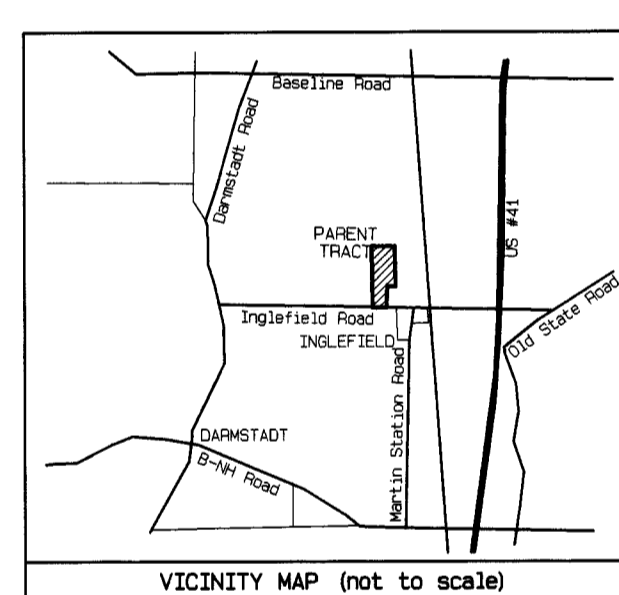 Baseline Road
Darmstadt Road
US #41
PARENT
TRACT
Old State Road
Inglefield Road
INGLEFIELD
Martin Station Road
DARMSTADT
B-NH Road
VICINITY MAP (not to scale)